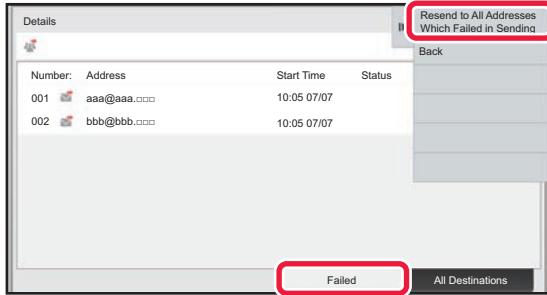 Details
Resend to All Addresses
Which Failed in Sending
Back
Number: Address Start Time Status
001 aaa@aaa.□□□ 10:05 07/07
002 bbb@bbb.□□□ 10:05 07/07
Failed All Destinations